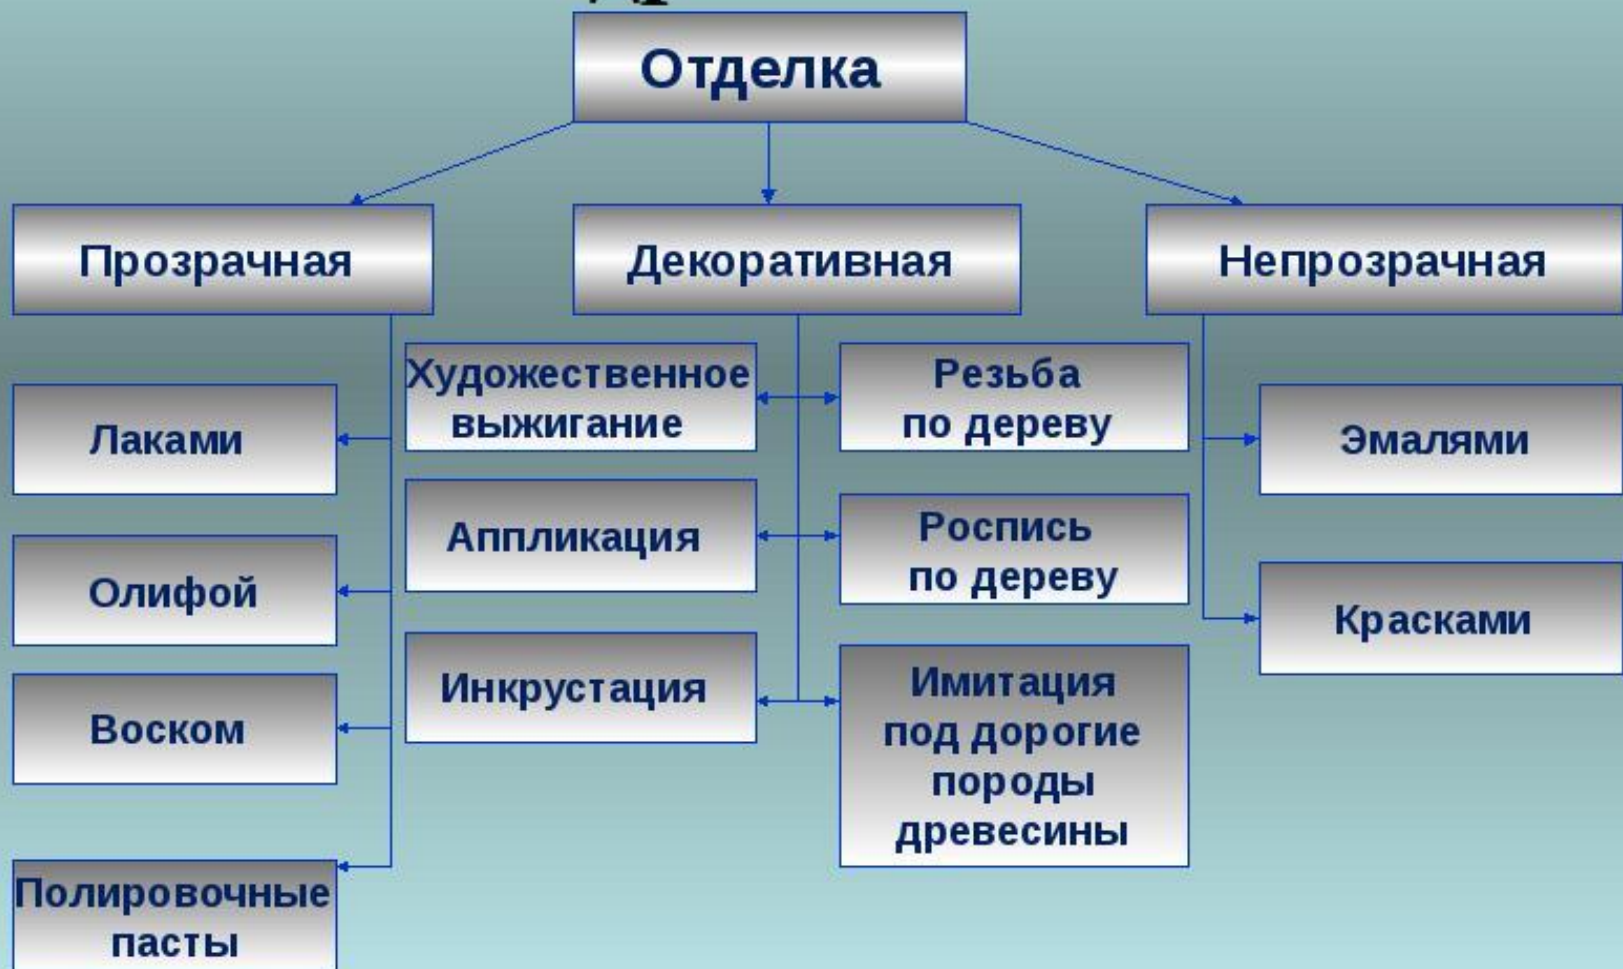 Отделка
Прозрачная
Декоративная
Непрозрачная
Лаками
Олифой
Воском
Полировочные
пасты
Художественное
выжигание
Аппликация
Инкрустация
Резьба
по дереву
Роспись
по дереву
Имитация
под дорогие
породы
древесины
Эмалями
Красками